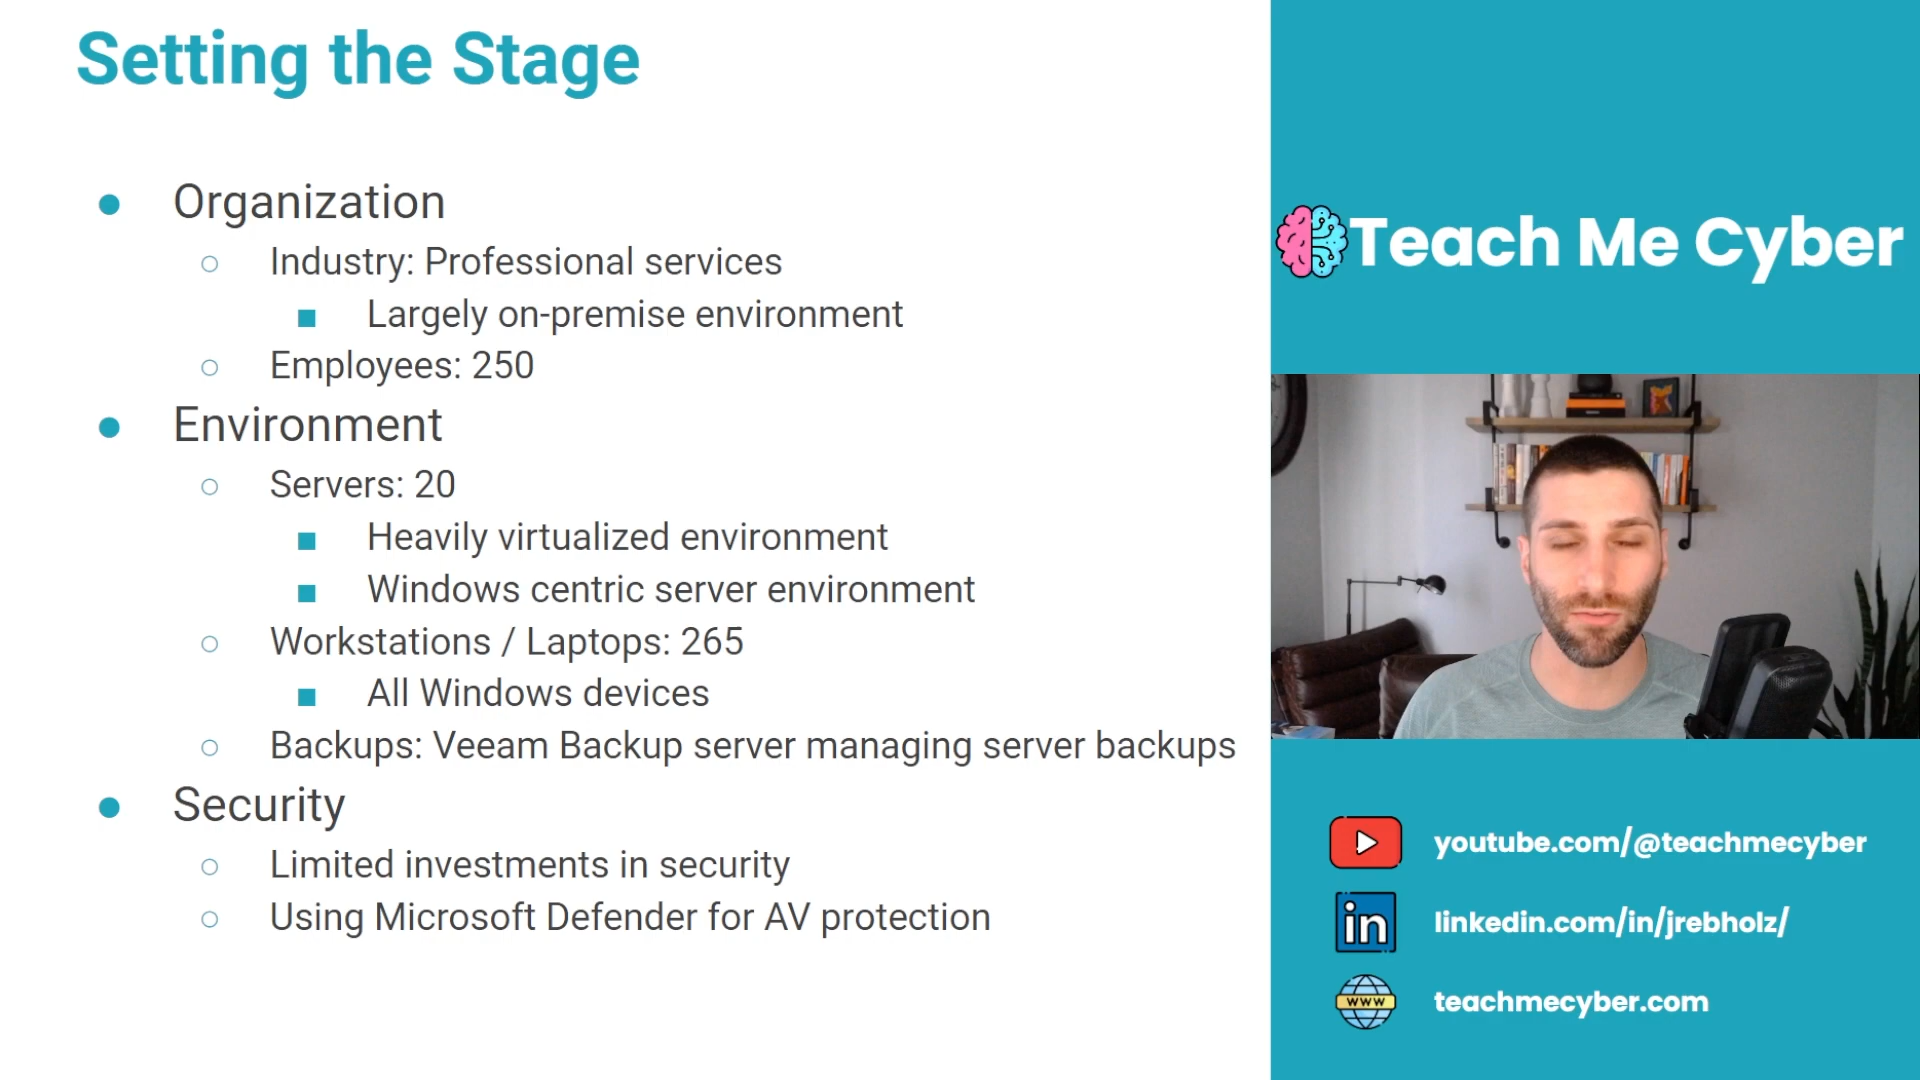 Setting the Stage
Organization
Industry: Professional services
Largely on-premise environment
Employees: 250
Environment
Servers: 20
Heavily virtualized environment
Windows centric server environment
Workstations / Laptops: 265
All Windows devices
Backups: Veeam Backup server managing server backups
Security
Limited investments in security
Using Microsoft Defender for AV protection
Teach Me Cyber
youtube.com/@teachmecyber
in
linkedin.com/in/jrebholz/
www
teachmecyber.com